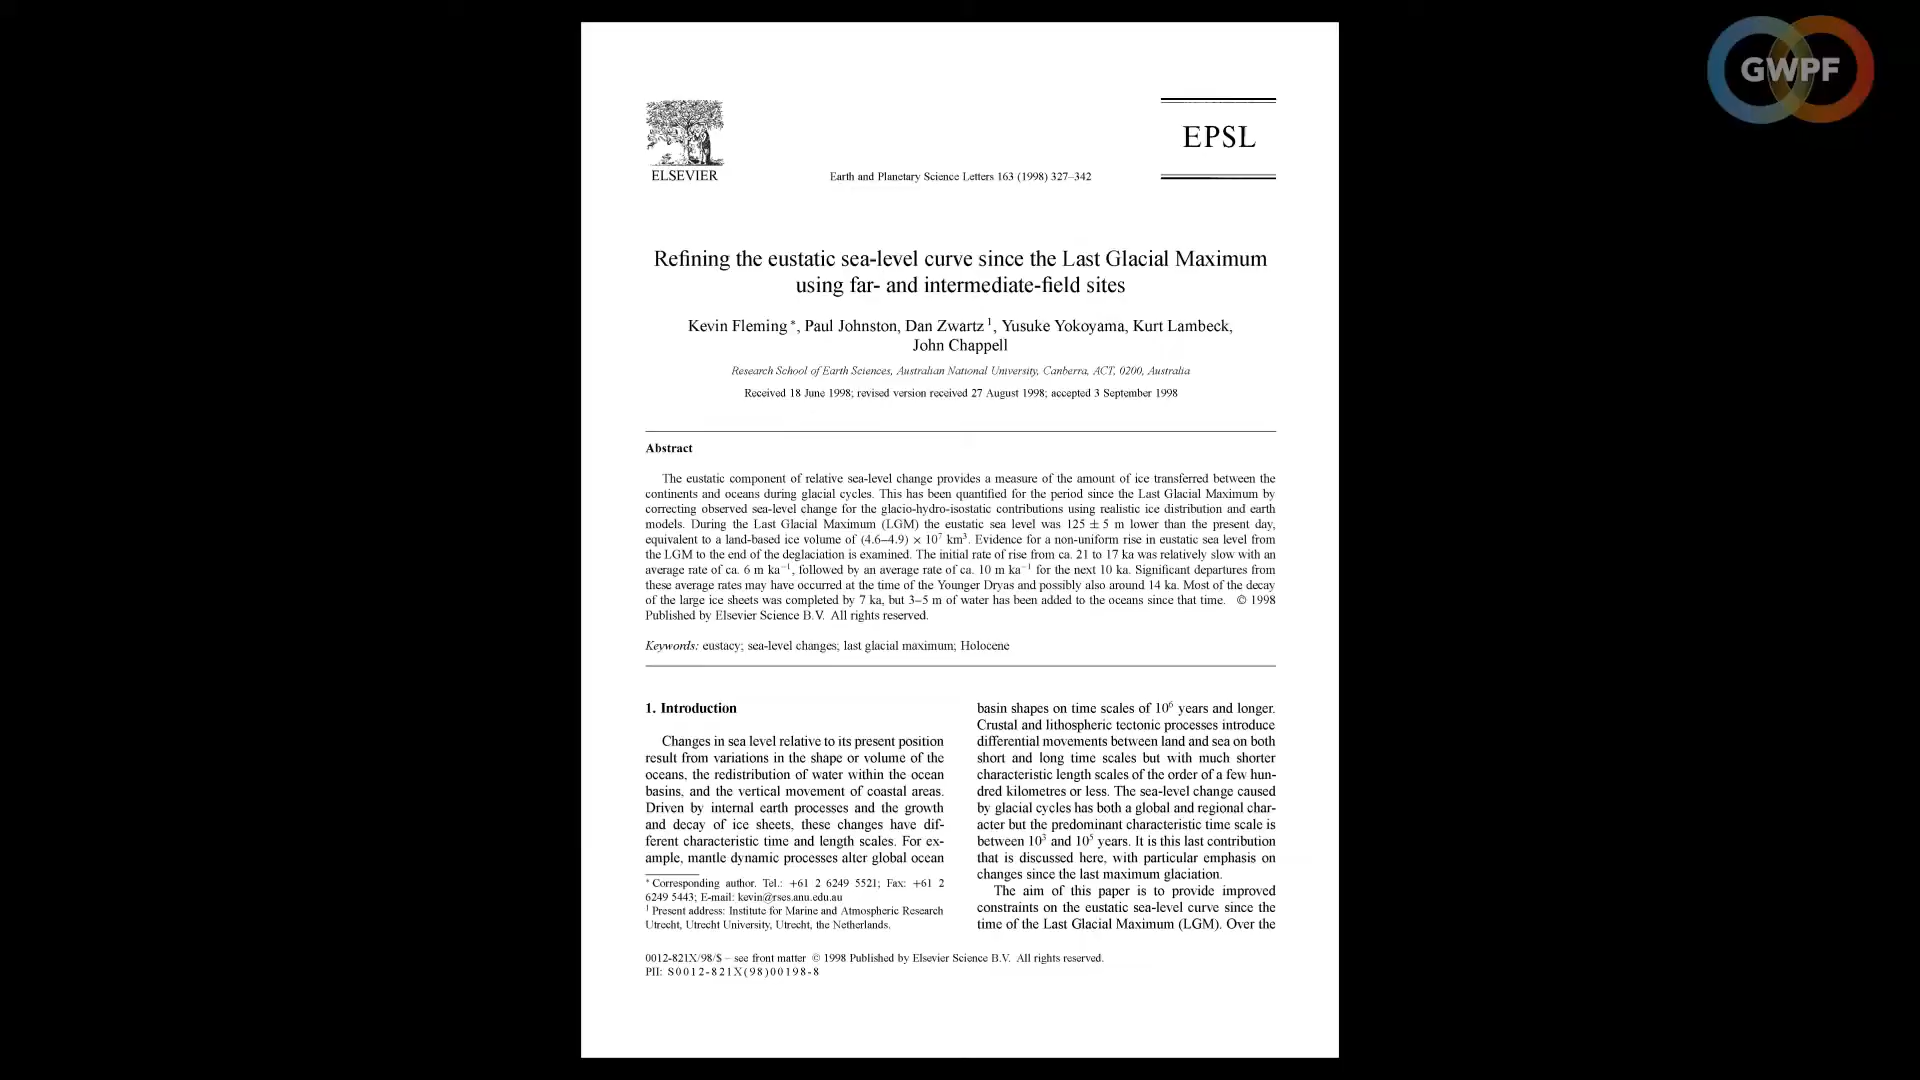 GWPF
ELSEVIER
EPSL
Earth and Planetary Science Letters 163 (1998) 327–342
Refining the eustatic sea-level curve since the Last Glacial Maximum
using far- and intermediate-field sites
Kevin Fleming *, Paul Johnston, Dan Zwartz 1, Yusuke Yokoyama, Kurt Lambeck,
John Chappell
Research School of Earth Sciences, Australian National University, Canberra, ACT, 0200, Australia
Received 18 June 1998; revised version received 27 August 1998; accepted 3 September 1998
Abstract
The eustatic component of relative sea-level change provides a measure of the amount of ice transferred between the
continents and oceans during glacial cycles. This has been quantified for the period since the Last Glacial Maximum by
correcting observed sea-level change for the glacio-hydro-isostatic contributions using realistic ice distribution and earth
models. During the Last Glacial Maximum (LGM) the eustatic sea level was 125 ± 5 m lower than the present day,
equivalent to a land-based ice volume of (4.6–4.9) × 10⁷ km³. Evidence for a non-uniform rise in eustatic sea level from
the LGM to the end of the deglaciation is examined. The initial rate of rise from ca. 21 to 17 ka was relatively slow with an
average rate of ca. 6 m ka⁻¹, followed by an average rate of ca. 10 m ka⁻¹ for the next 10 ka. Significant departures from
these average rates may have occurred at the time of the Younger Dryas and possibly also around 14 ka. Most of the decay
of the large ice sheets was completed by 7 ka, but 3–5 m of water has been added to the oceans since that time. © 1998
Published by Elsevier Science B.V. All rights reserved.
Keywords: eustacy; sea-level changes; last glacial maximum; Holocene
1. Introduction
Changes in sea level relative to its present position
result from variations in the shape or volume of the
oceans, the redistribution of water within the ocean
basins, and the vertical movement of coastal areas.
Driven by internal earth processes and the growth
and decay of ice sheets, these changes have dif-
ferent characteristic time and length scales. For ex-
ample, mantle dynamic processes alter global ocean
* Corresponding author. Tel.: +61 2 6249 5521; Fax: +61 2
6249 5443; E-mail: kevin@rses.anu.edu.au
1 Present address: Institute for Marine and Atmospheric Research
Utrecht, Utrecht University, Utrecht, the Netherlands.
basin shapes on time scales of 10⁶ years and longer.
Crustal and lithospheric tectonic processes introduce
differential movements between land and sea on both
short and long time scales but with much shorter
characteristic length scales of the order of a few hun-
dred kilometres or less. The sea-level change caused
by glacial cycles has both a global and regional char-
acter but the predominant characteristic time scale is
between 10³ and 10⁵ years. It is this last contribution
that is discussed here, with particular emphasis on
changes since the last maximum glaciation.
The aim of this paper is to provide improved
constraints on the eustatic sea-level curve since the
time of the Last Glacial Maximum (LGM). Over the
0012-821X/98/$ – see front matter © 1998 Published by Elsevier Science B.V. All rights reserved.
PII: S0012-821X(98)00198-8